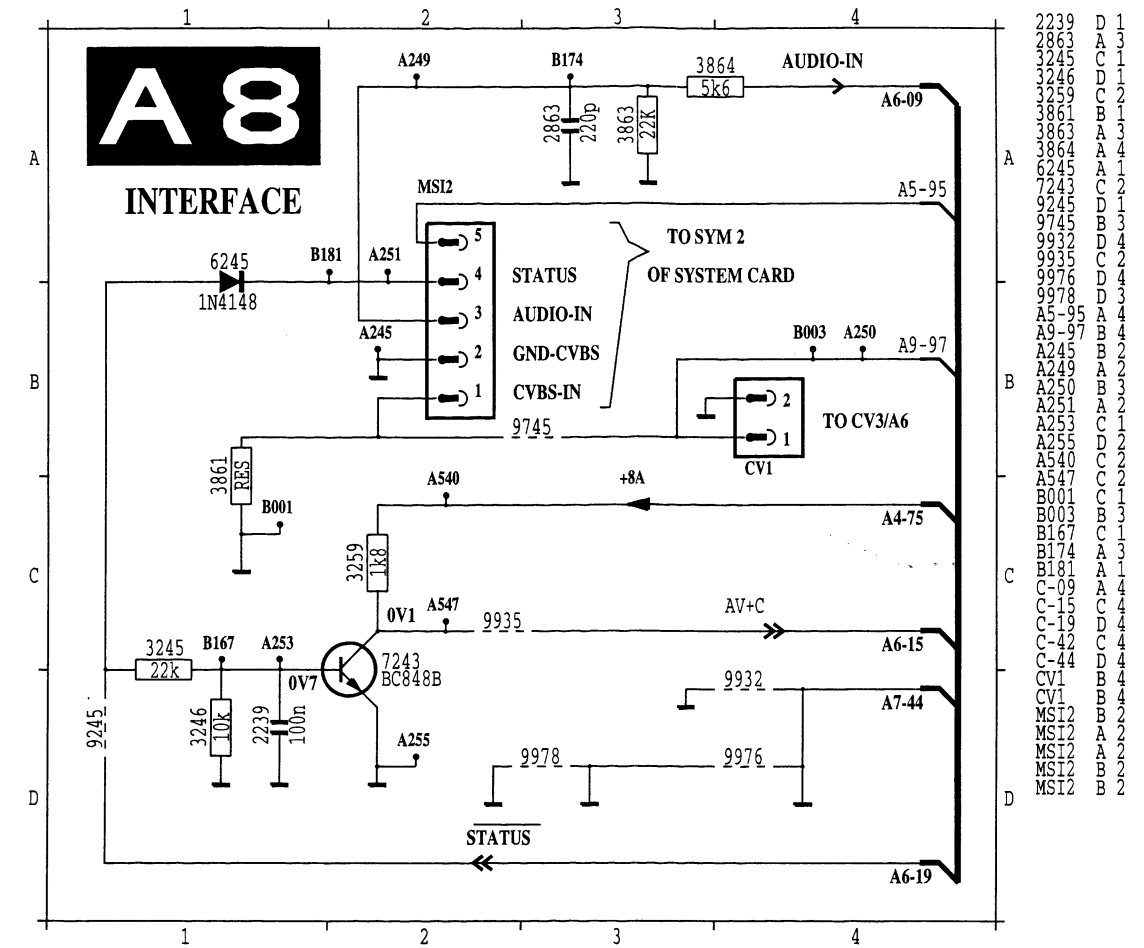 1 2 3 4
A8
INTERFACE
A249
B174
3864
5k6
AUDIO-IN
A6-09
2863
220p
3863
22K
A
A
MSI2
A5-95
5
TO SYM 2
OF SYSTEM CARD
6245
1N4148
B181
A251
4
STATUS
3
AUDIO-IN
A245
2
GND-CVBS
1
CVBS-IN
B003
A250
A9-97
B
B
2
1
TO CV3/A6
CV1
9745
3861
RES
B001
A540
+8A
A4-75
3259
1k8
C
C
0V1
A547
9935
AV+C
A6-15
3245
22k
B167
A253
0V7
7243
BC848B
9932
A7-44
9245
3246
10k
2239
100n
A255
9978
9976
D
D
STATUS
A6-19
1 2 3 4
2239 D 1
2863 A 3
3245 C 1
3246 D 1
3259 C 2
3861 B 1
3863 A 3
3864 A 4
6245 A 1
7243 C 2
9245 D 1
9745 B 3
9932 D 4
9935 C 2
9976 D 4
9978 D 3
A5-95 A 4
A9-97 B 4
A245 B 2
A249 A 2
A250 B 3
A251 A 2
A253 C 1
A255 D 2
A540 C 2
A547 C 2
B001 C 1
B003 B 3
B167 C 1
B174 A 3
B181 A 1
C-09 A 4
C-15 C 4
C-19 D 4
C-42 C 4
C-44 D 4
CV1 B 4
CV1 B 4
MSI2 B 2
MSI2 A 2
MSI2 A 2
MSI2 B 2
MSI2 B 2